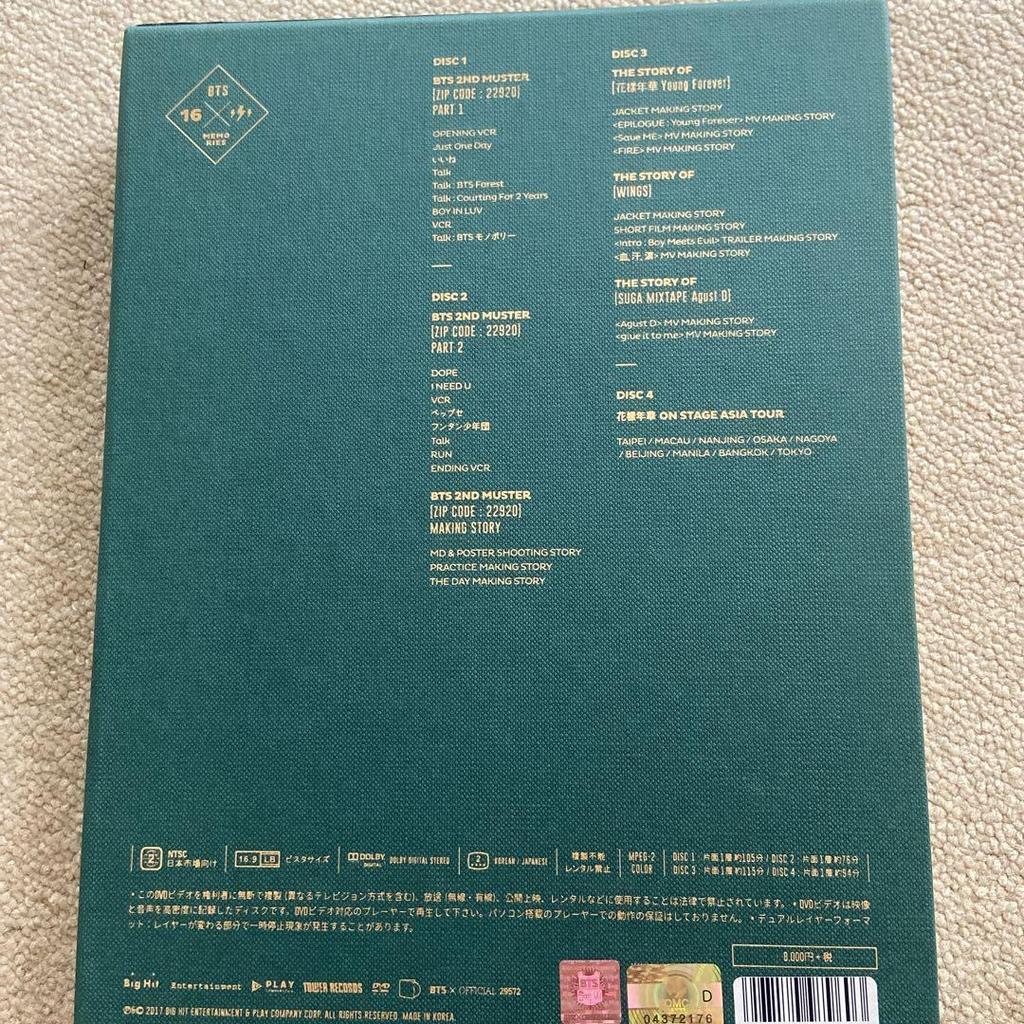 BTS
16
MEMO
RIES
DISC 1
BTS 2ND MUSTER
[ZIP CODE : 22920]
PART 1
OPENING VCR
Just One Day
いいね
Talk
Talk : BTS Forest
Talk : Courting For 2 Years
BOY IN LUV
VCR
Talk : BTS モノポリー
DISC 2
BTS 2ND MUSTER
[ZIP CODE : 22920]
PART 2
DOPE
I NEED U
VCR
ペップセ
フンタン少年団
Talk
RUN
ENDING VCR
BTS 2ND MUSTER
[ZIP CODE : 22920]
MAKING STORY
MD & POSTER SHOOTING STORY
PRACTICE MAKING STORY
THE DAY MAKING STORY
DISC 3
THE STORY OF
[花樣年華 Young Forever]
JACKET MAKING STORY
<EPILOGUE : Young Forever> MV MAKING STORY
<Save ME> MV MAKING STORY
<FIRE> MV MAKING STORY
THE STORY OF
[WINGS]
JACKET MAKING STORY
SHORT FILM MAKING STORY
<Intro : Boy Meets Evil> TRAILER MAKING STORY
<血, 汗, 淚> MV MAKING STORY
THE STORY OF
[SUGA MIXTAPE Agust D]
<Agust D> MV MAKING STORY
<give it to me> MV MAKING STORY
DISC 4
花樣年華 ON STAGE ASIA TOUR
TAIPEI / MACAU / NANJING / OSAKA / NAGOYA
/ BEIJING / MANILA / BANGKOK / TOKYO
2 NTSC 日本市場向け
16:9 LB ビスタサイズ
DOLBY DIGITAL DOLBY DIGITAL STEREO
2 KOREAN / JAPANESE
複製不能
レンタル禁止
MPEG-2
COLOR
DISC 1 : 片面1層 約105分 / DISC 2 : 片面1層 約76分
DISC 3 : 片面1層 約115分 / DISC 4 : 片面1層 約94分
• このDVDビデオを権利者に無断で複製 (異なるテレビジョン方式を含む)、放送 (無線・有線)、公開上映、レンタルなどに使用することは法律で禁止されています。• DVDビデオは映像
と音声を高密度に記録したディスクです。DVDビデオ対応のプレーヤーで再生して下さい。パソコン搭載のプレーヤーでの動作の保証はしておりません。• デュアルレイヤーフォーマ
ット : レイヤーが変わる部分で一時停止現象が発生することがあります。
8,000円 + 税
Big Hit Entertainment PLAY TOWER RECORDS DVD BTS × OFFICIAL 29572
BTS
OMC D
04372176
℗&© 2017 BIG HIT ENTERTAINMENT & PLAY COMPANY CORP. ALL RIGHTS RESERVED. MADE IN KOREA.